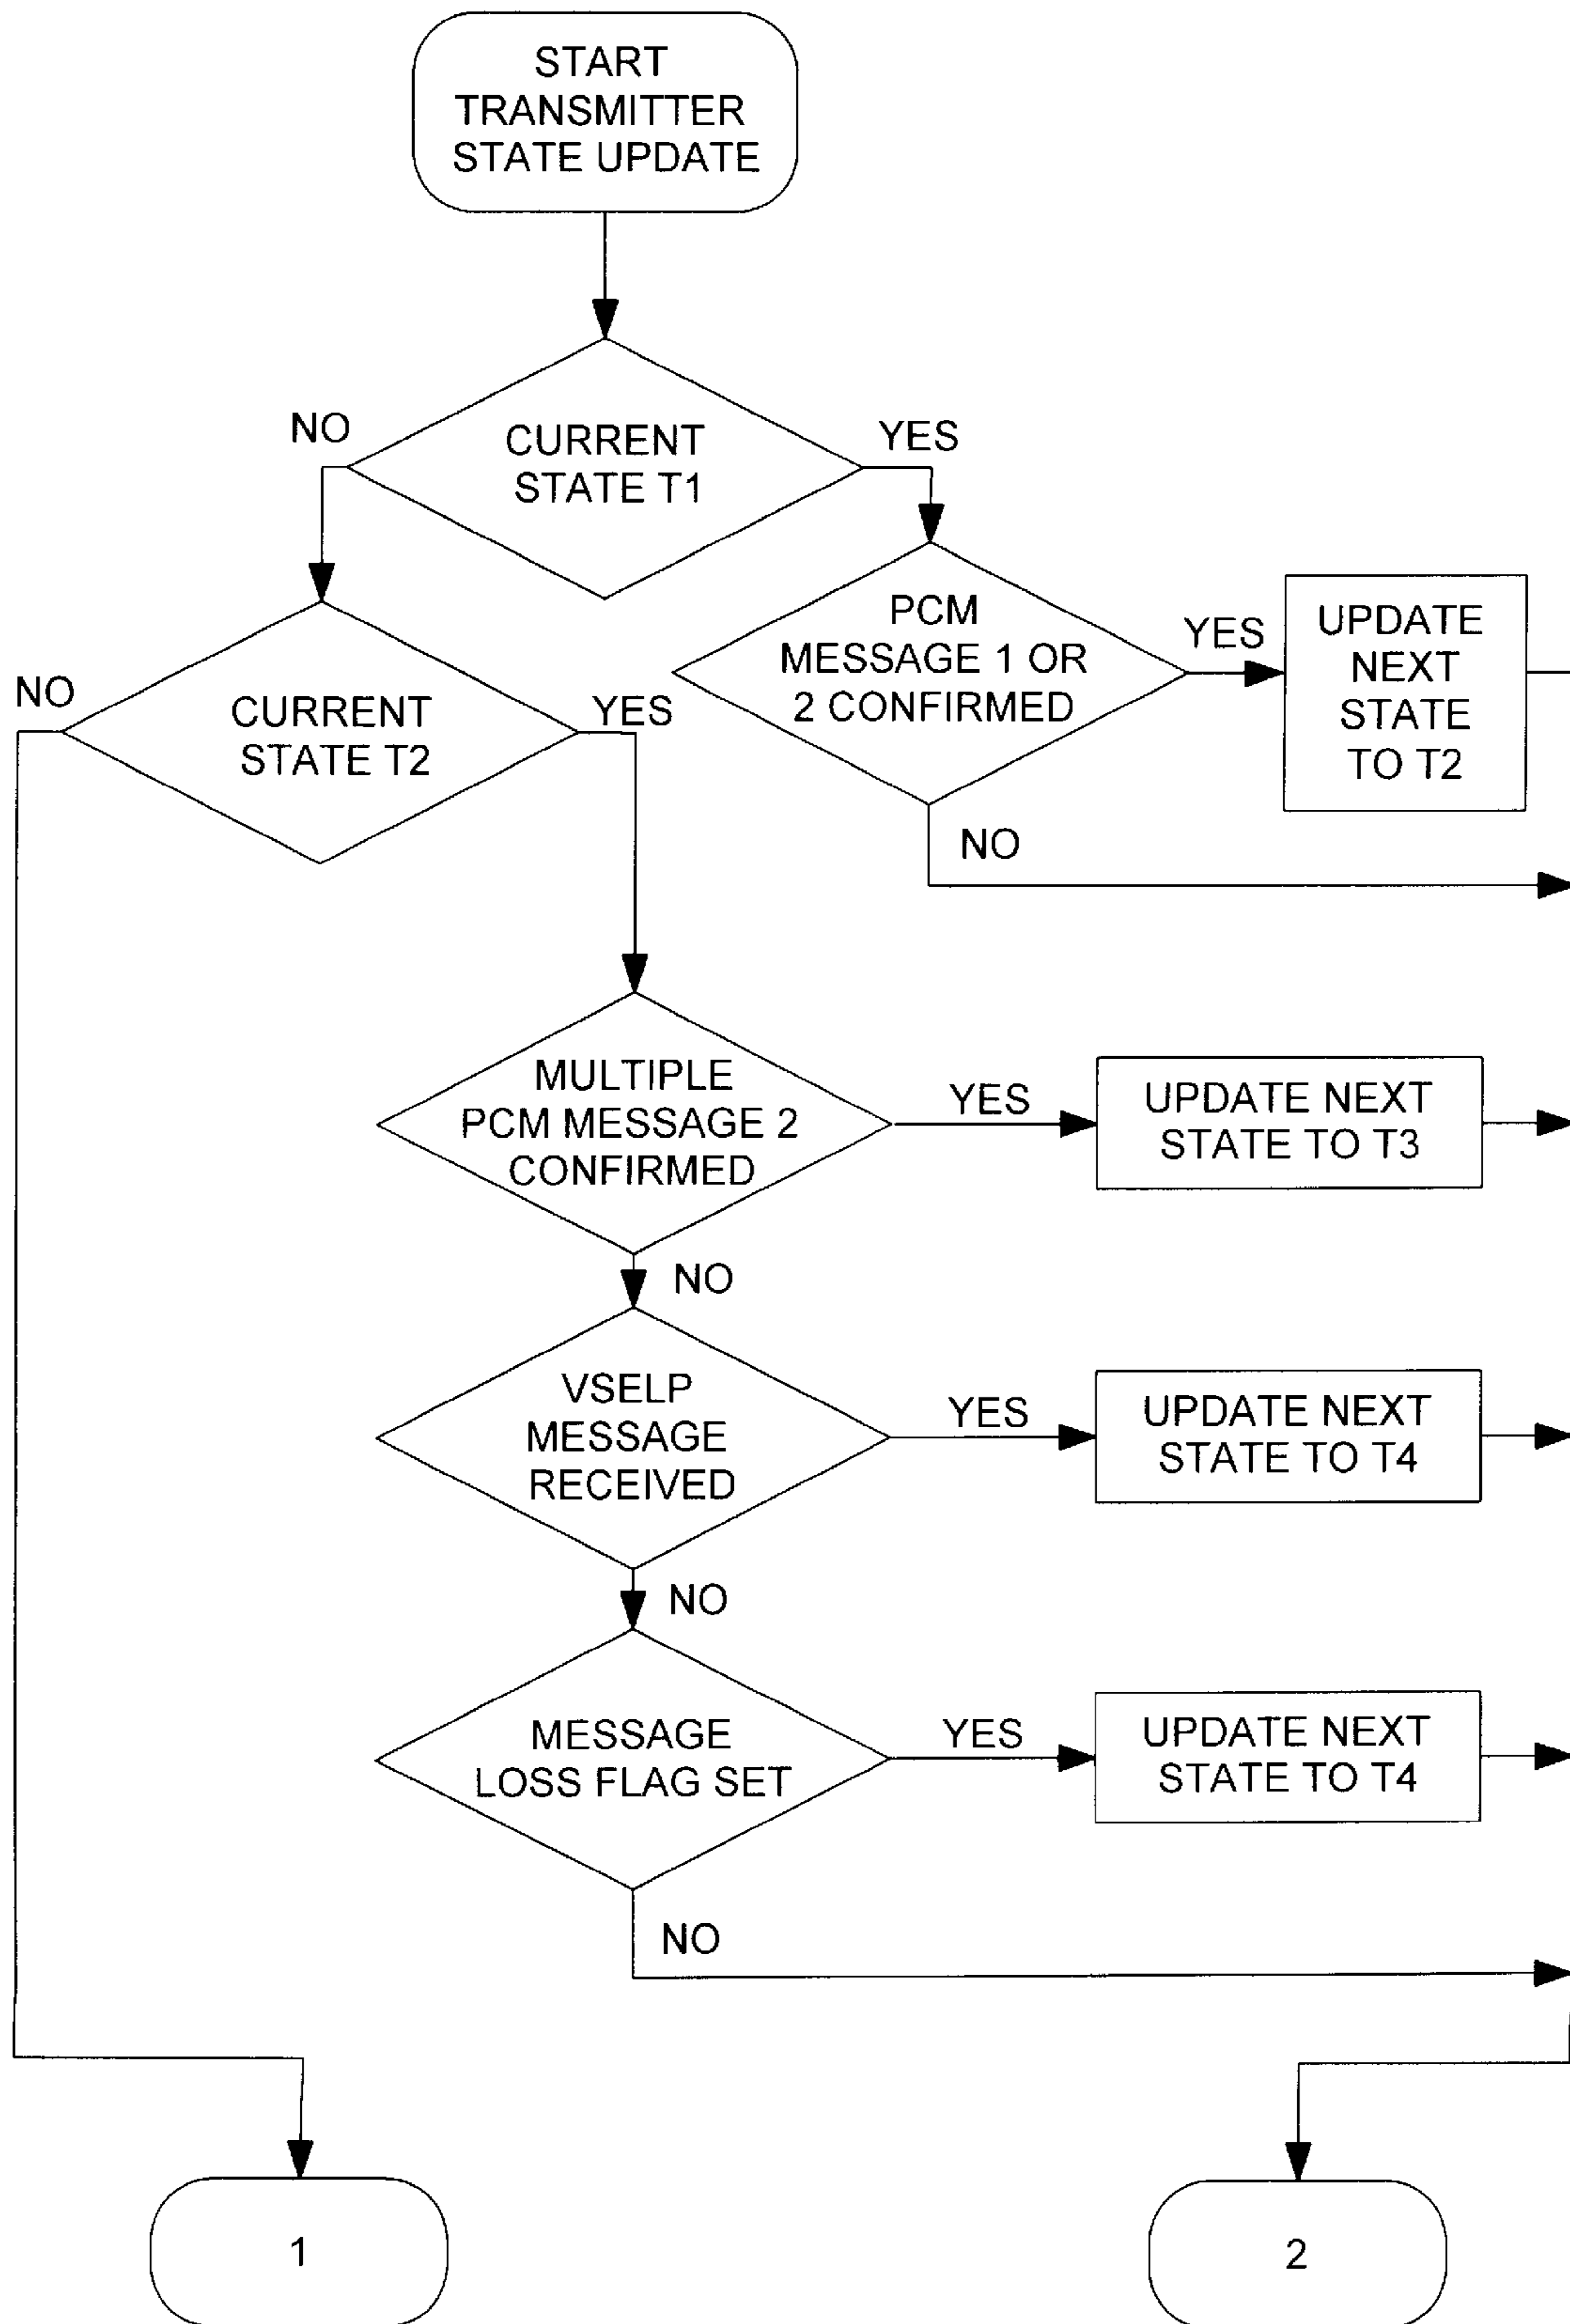 START
TRANSMITTER
STATE UPDATE
NO
YES
CURRENT
STATE T1
PCM
MESSAGE 1 OR
2 CONFIRMED
YES
UPDATE
NEXT
STATE
TO T2
NO
CURRENT
STATE T2
YES
NO
MULTIPLE
PCM MESSAGE 2
CONFIRMED
YES
UPDATE NEXT
STATE TO T3
NO
VSELP
MESSAGE
RECEIVED
YES
UPDATE NEXT
STATE TO T4
NO
MESSAGE
LOSS FLAG SET
YES
UPDATE NEXT
STATE TO T4
NO
1
2